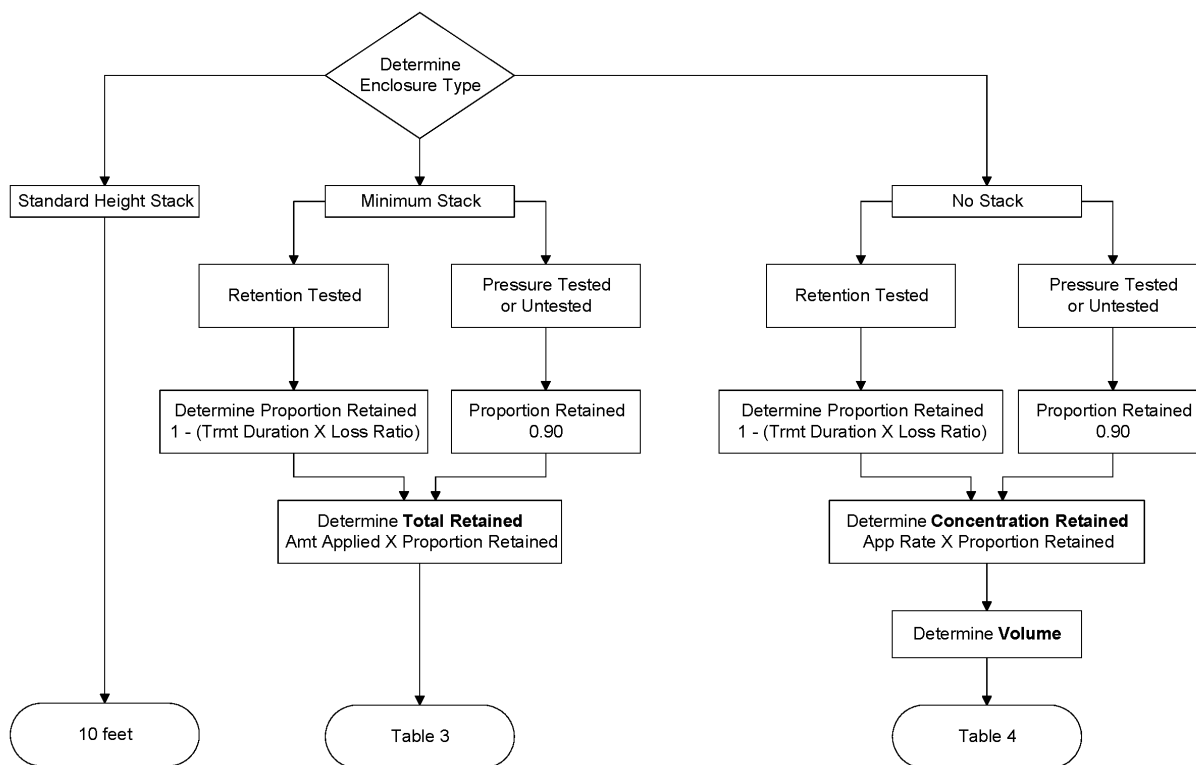 Determine
Enclosure Type
Standard Height Stack
Minimum Stack
No Stack
Retention Tested
Pressure Tested
or Untested
Retention Tested
Pressure Tested
or Untested
Determine Proportion Retained
1 - (Trmt Duration X Loss Ratio)
Proportion Retained
0.90
Determine Proportion Retained
1 - (Trmt Duration X Loss Ratio)
Proportion Retained
0.90
Determine Total Retained
Amt Applied X Proportion Retained
Determine Concentration Retained
App Rate X Proportion Retained
Determine Volume
10 feet
Table 3
Table 4